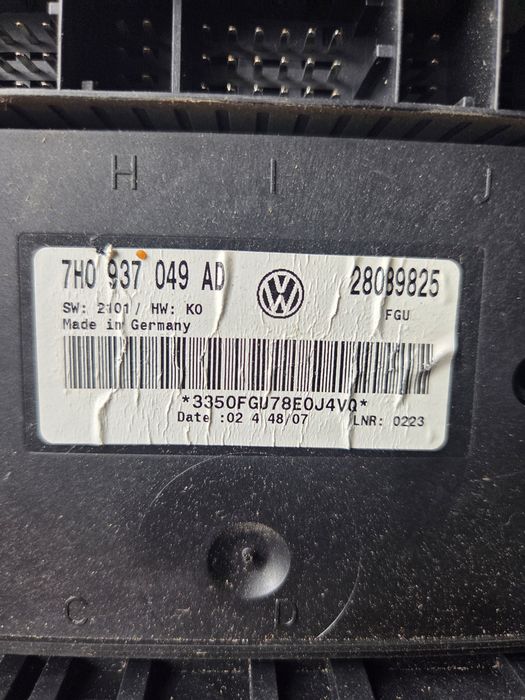 H I J
7H0 937 049 AD 28089825
SW: 2101/ HW: K0 FGU
Made in Germany
*3350FGU78E0J4VQ*
Date :02 4 48/07 LNR: 0223
C D